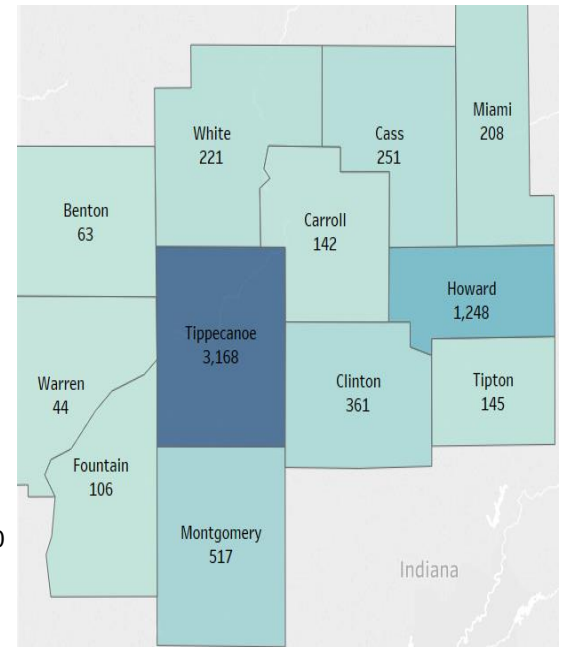 Miami
208
White
221
Cass
251
Benton
63
Carroll
142
Howard
1,248
Tippecanoe
3,168
Warren
44
Clinton
361
Tipton
145
Fountain
106
Montgomery
517
Indiana